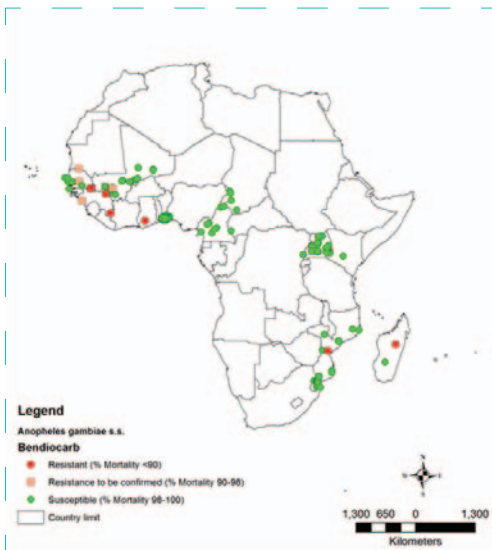 Legend
Anopheles gambiae s.s.
Bendiocarb
Resistant (% Mortality <90)
Resistance to be confirmed (% Mortality 90-98)
Susceptible (% Mortality 98-100)
Country limit
N
S
1,300 650 0 1,300
Kilometers